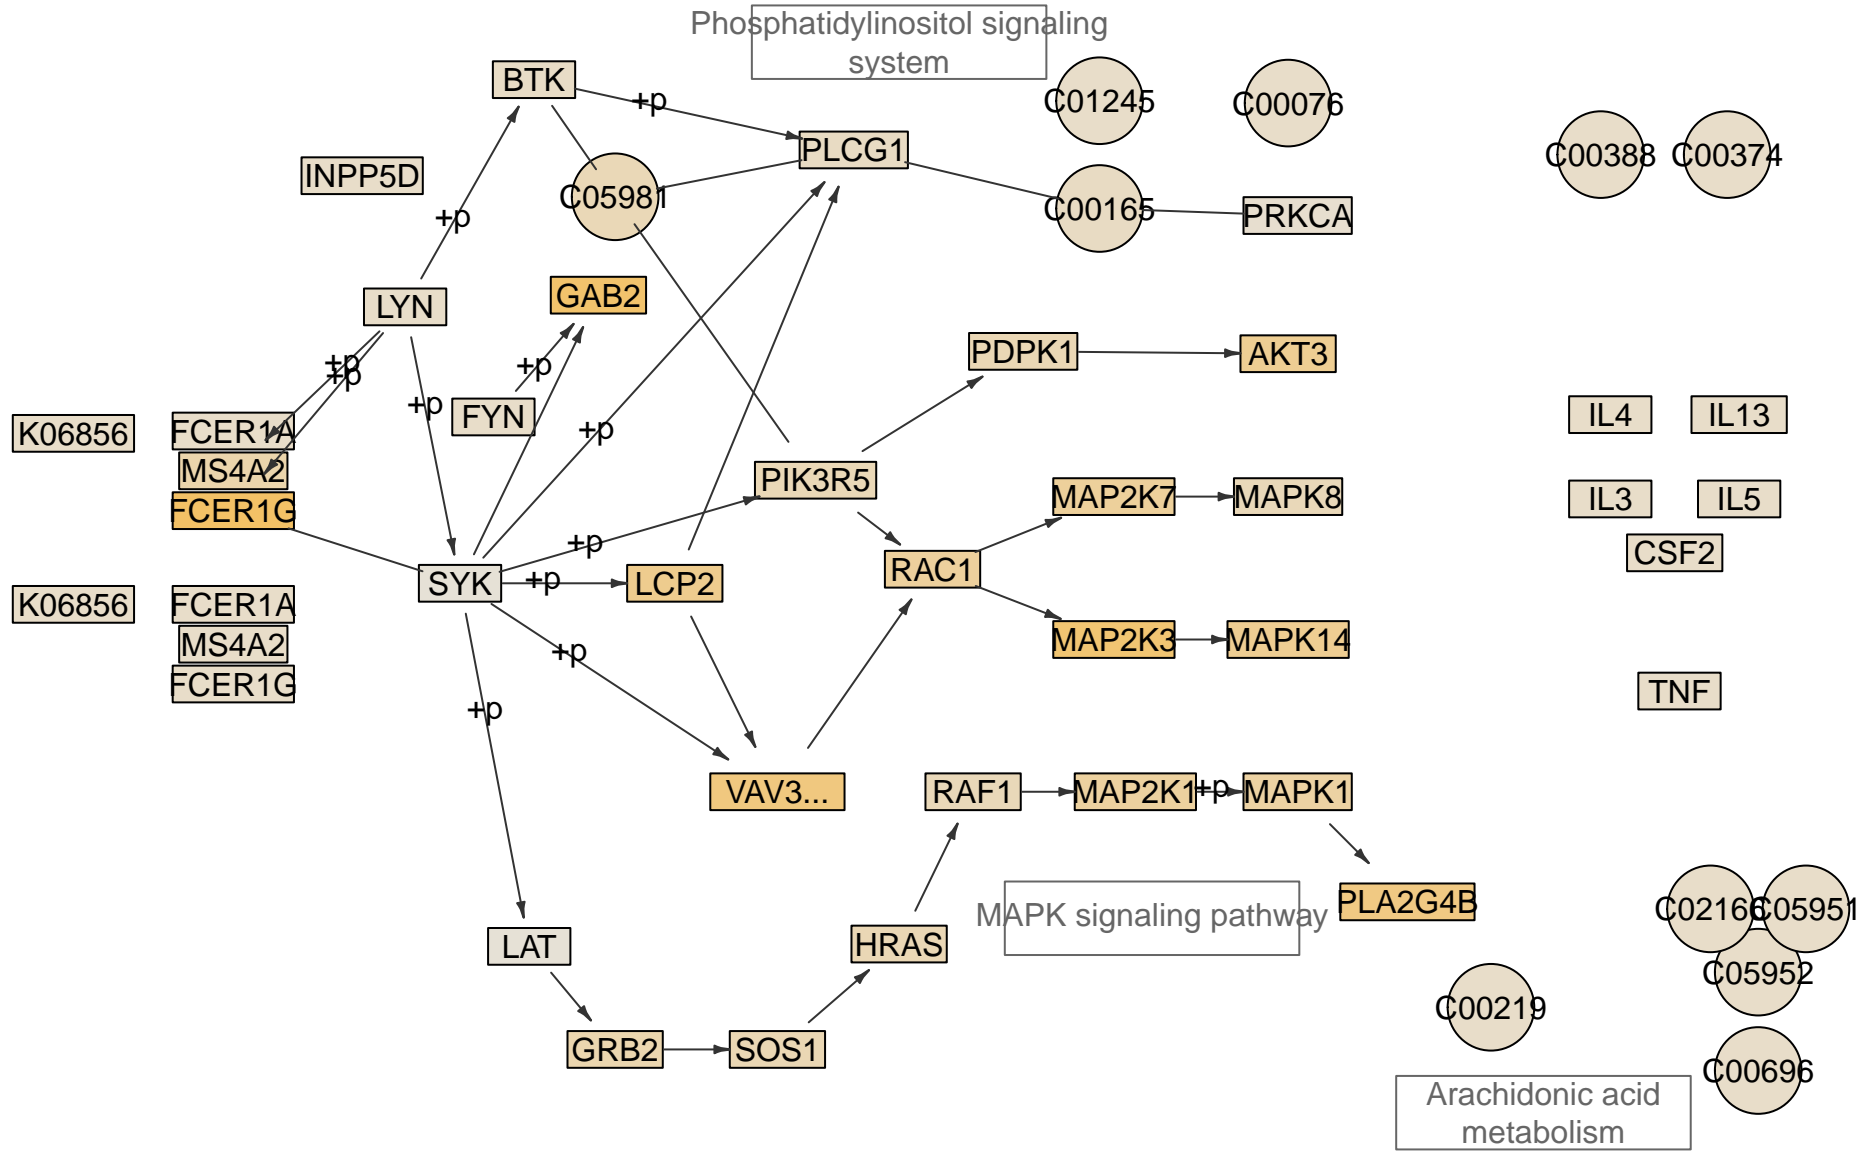 Phosphatidylinositol signaling
system
BTK
+p
PLCG1
C01245
C00076
C00388
C00374
INPP5D
C05981
C00165
PRKCA
+p
LYN
GAB2
+p
+p
+p
+p
PDPK1
AKT3
K06856
FCER1A
MS4A2
FCER1G
FYN
+p
IL4
IL13
PIK3R5
MAP2K7
MAPK8
IL3
IL5
+p
CSF2
SYK
+p
LCP2
RAC1
K06856
FCER1A
MS4A2
FCER1G
+p
MAP2K3
MAPK14
TNF
+p
VAV3...
RAF1
MAP2K1
+p
MAPK1
MAPK signaling pathway
PLA2G4B
C02166
C05951
C05952
LAT
HRAS
C00219
GRB2
SOS1
C00696
Arachidonic acid
metabolism